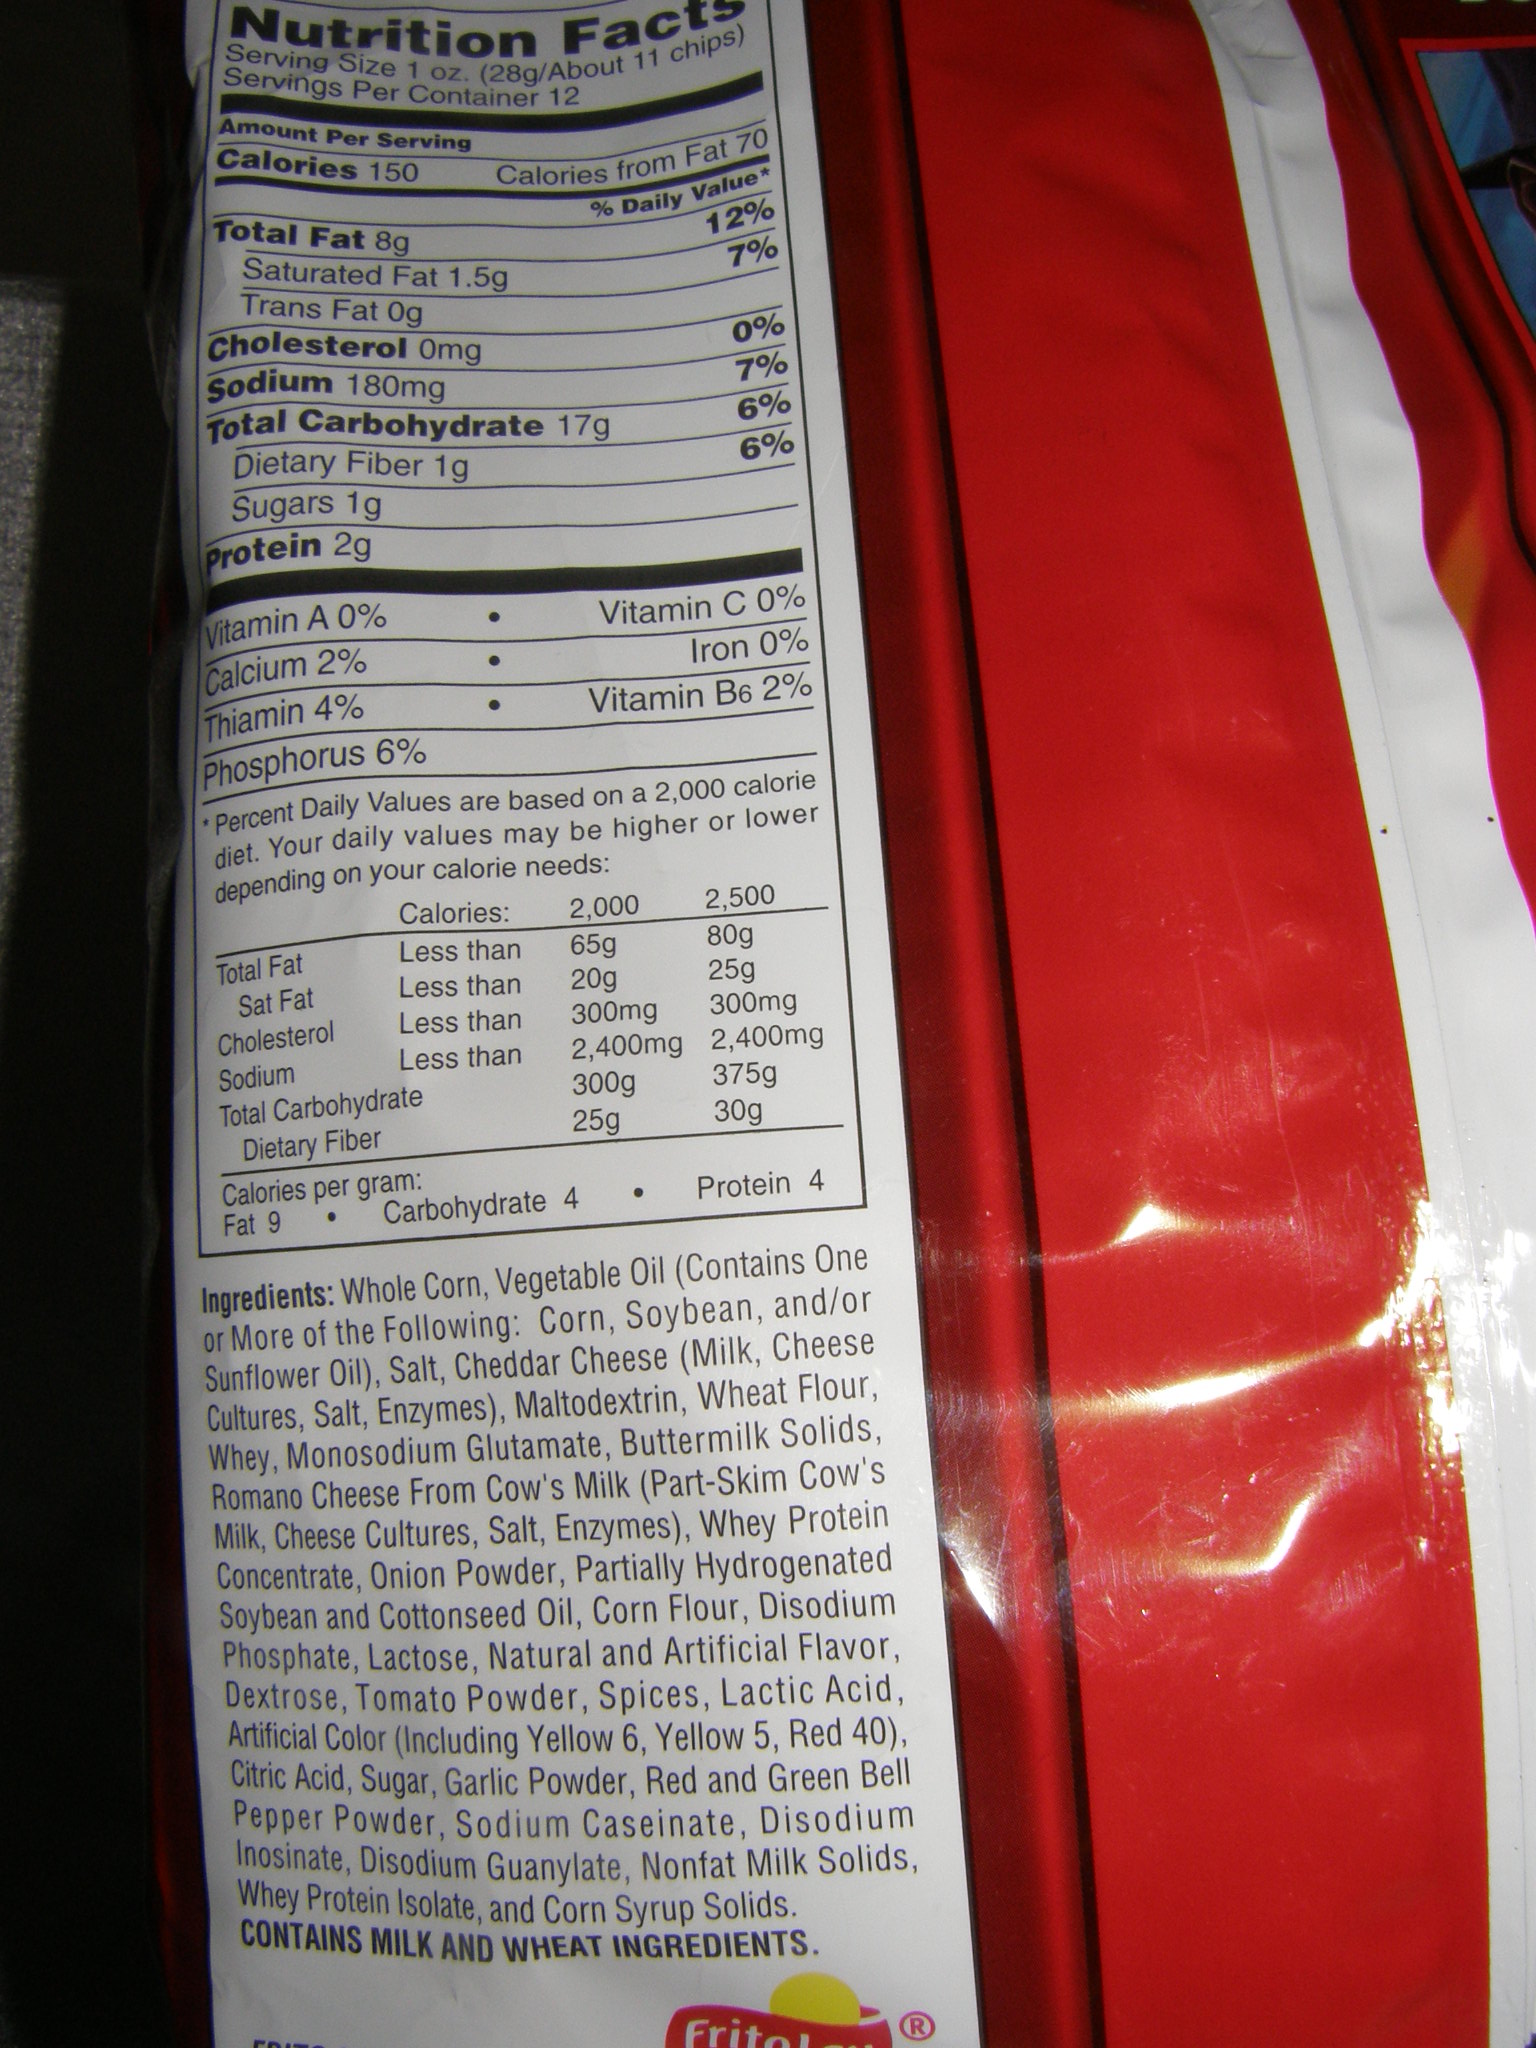 Nutrition Facts
Serving Size 1 oz. (28g/About 11 chips)
Servings Per Container 12
Amount Per Serving
Calories 150 Calories from Fat 70
% Daily Value*
Total Fat 8g 12%
Saturated Fat 1.5g 7%
Trans Fat 0g
Cholesterol 0mg 0%
Sodium 180mg 7%
Total Carbohydrate 17g 6%
Dietary Fiber 1g 6%
Sugars 1g
Protein 2g
Vitamin A 0% • Vitamin C 0%
Calcium 2% • Iron 0%
Thiamin 4% • Vitamin B6 2%
Phosphorus 6%
* Percent Daily Values are based on a 2,000 calorie
diet. Your daily values may be higher or lower
depending on your calorie needs:
Calories: 2,000 2,500
Total Fat Less than 65g 80g
Sat Fat Less than 20g 25g
Cholesterol Less than 300mg 300mg
Sodium Less than 2,400mg 2,400mg
Total Carbohydrate 300g 375g
Dietary Fiber 25g 30g
Calories per gram:
Fat 9 • Carbohydrate 4 • Protein 4
Ingredients: Whole Corn, Vegetable Oil (Contains One
or More of the Following: Corn, Soybean, and/or
Sunflower Oil), Salt, Cheddar Cheese (Milk, Cheese
Cultures, Salt, Enzymes), Maltodextrin, Wheat Flour,
Whey, Monosodium Glutamate, Buttermilk Solids,
Romano Cheese From Cow's Milk (Part-Skim Cow's
Milk, Cheese Cultures, Salt, Enzymes), Whey Protein
Concentrate, Onion Powder, Partially Hydrogenated
Soybean and Cottonseed Oil, Corn Flour, Disodium
Phosphate, Lactose, Natural and Artificial Flavor,
Dextrose, Tomato Powder, Spices, Lactic Acid,
Artificial Color (Including Yellow 6, Yellow 5, Red 40),
Citric Acid, Sugar, Garlic Powder, Red and Green Bell
Pepper Powder, Sodium Caseinate, Disodium
Inosinate, Disodium Guanylate, Nonfat Milk Solids,
Whey Protein Isolate, and Corn Syrup Solids.
CONTAINS MILK AND WHEAT INGREDIENTS.
FritoLay ®